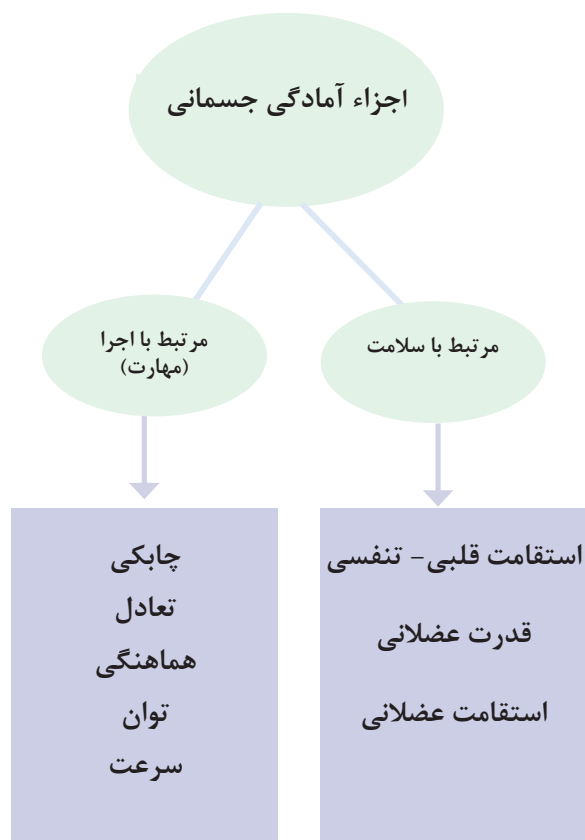 اجزاء آمادگی جسمانی
مرتبط با سلامت
مرتبط با اجرا
(مهارت)
استقامت قلبی- تنفسی
قدرت عضلانی
استقامت عضلانی
چابکی
تعادل
هماهنگی
توان
سرعت